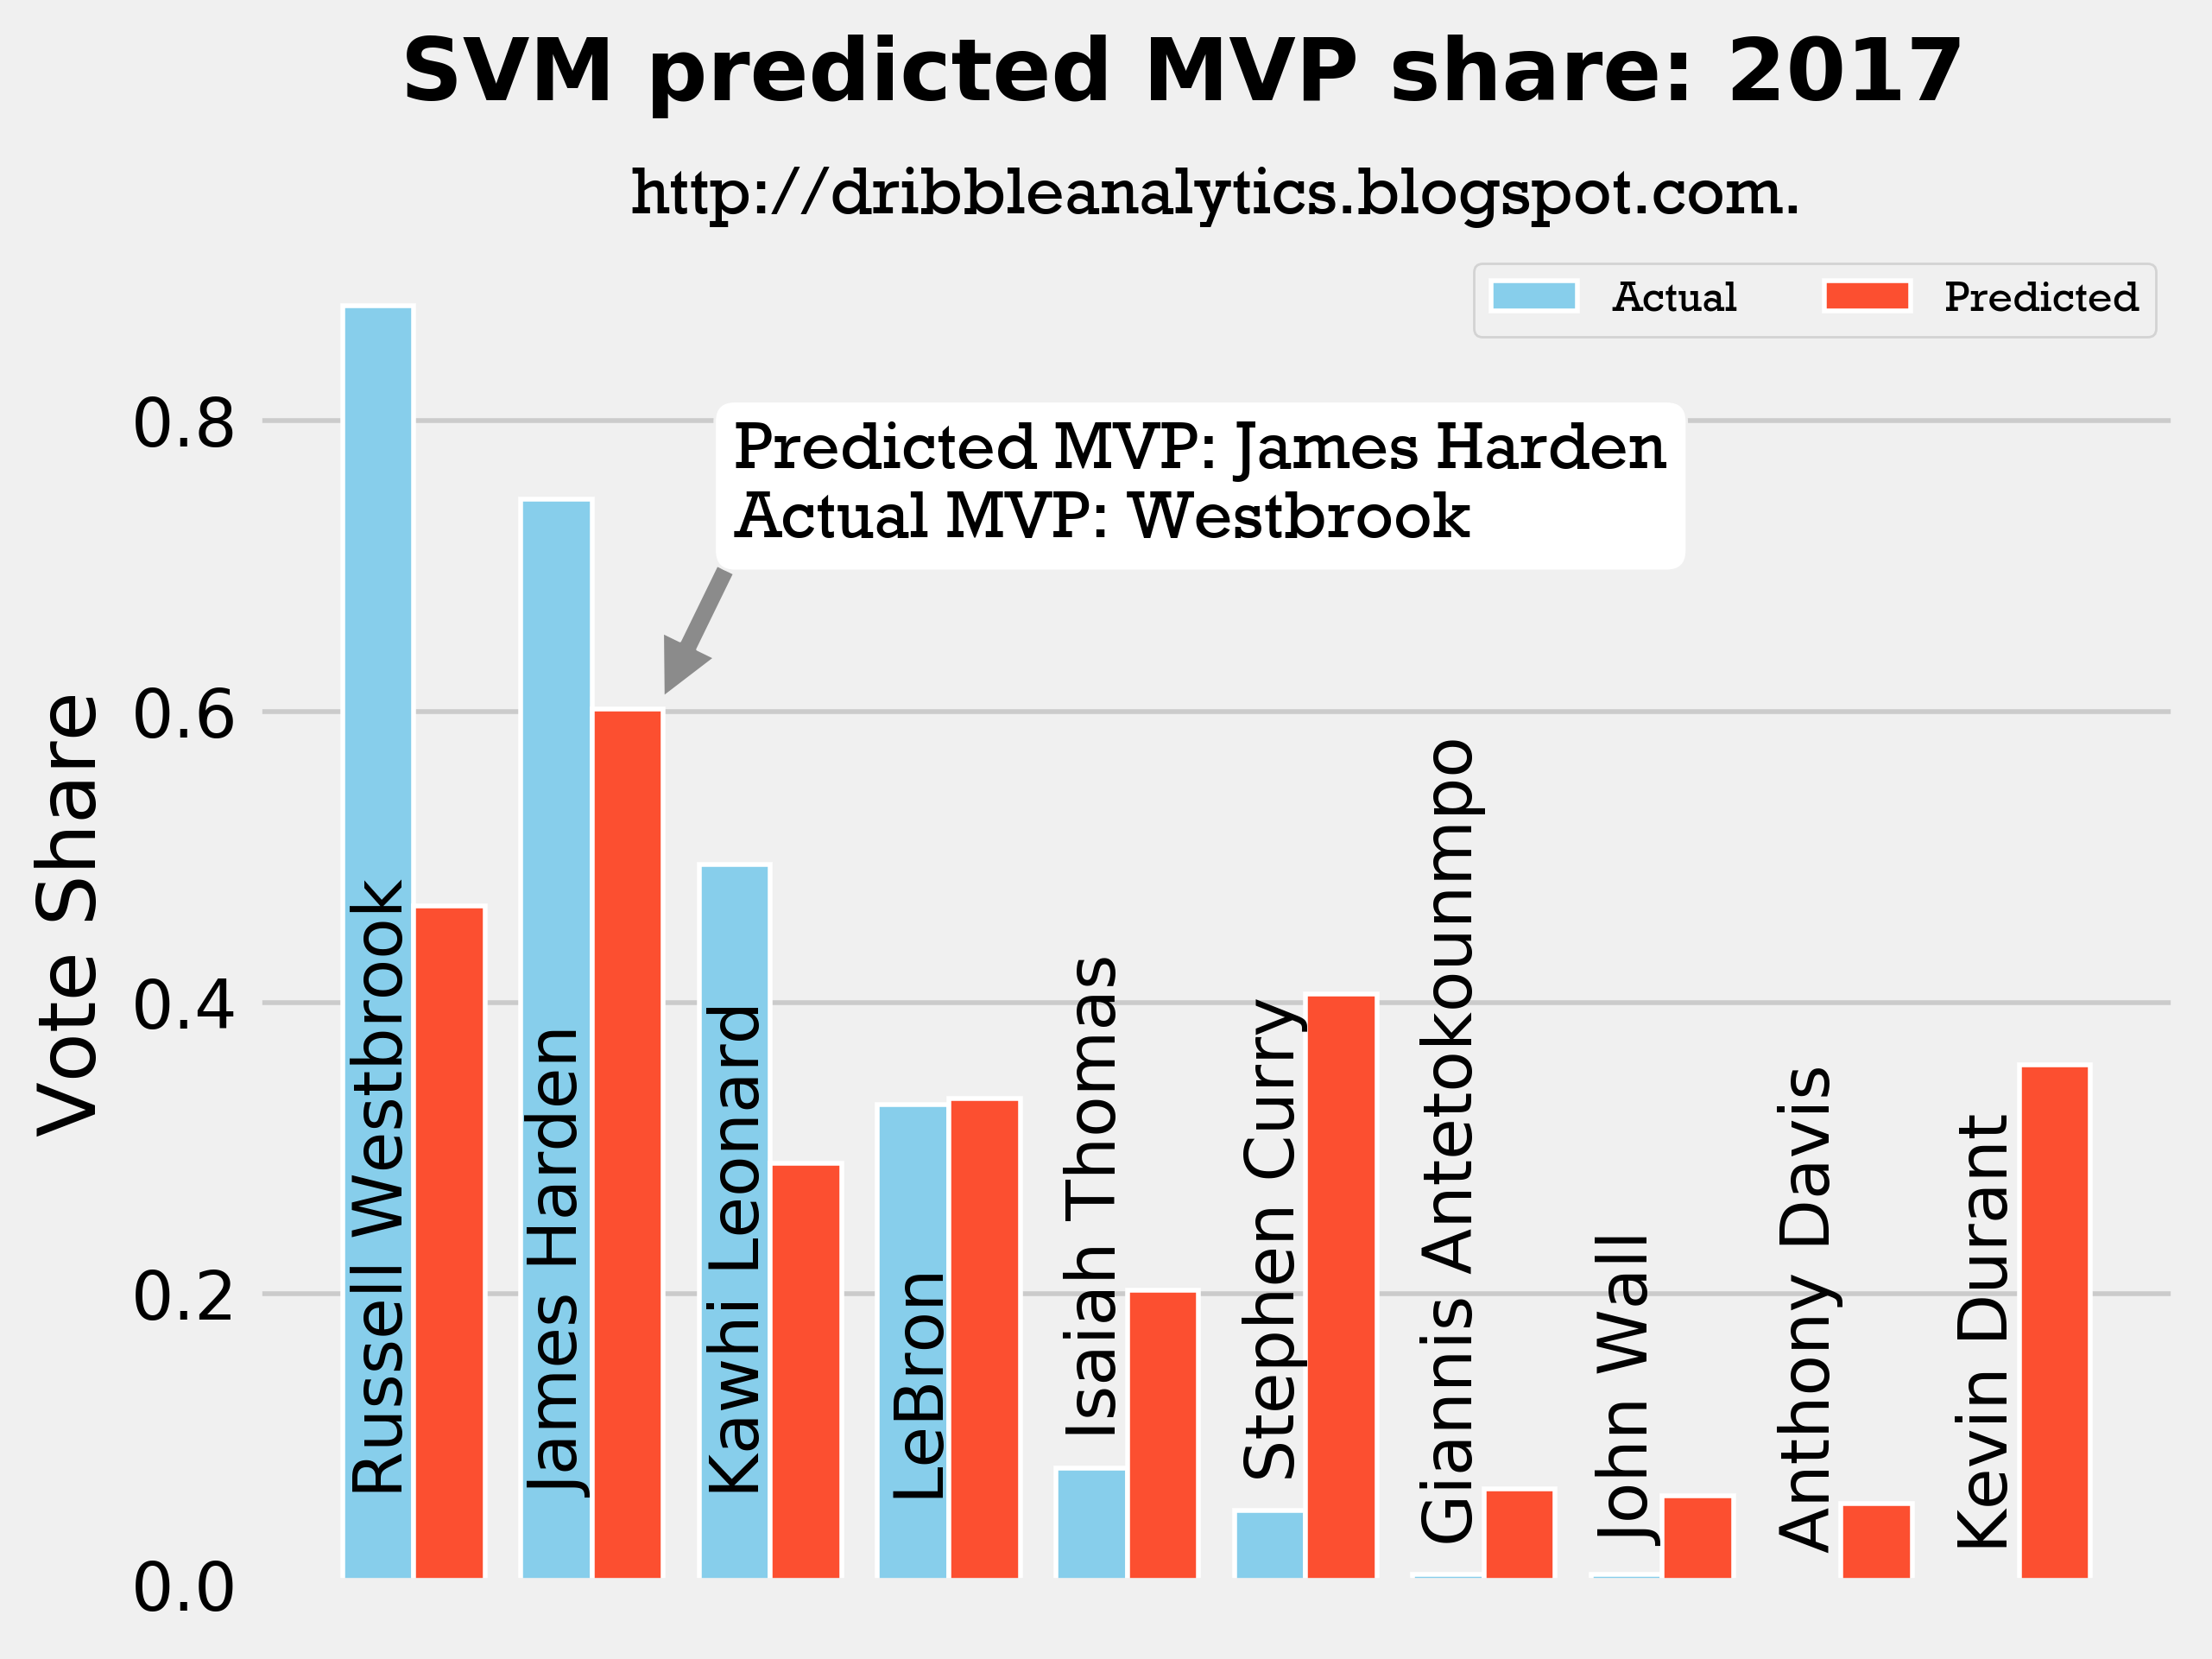 SVM predicted MVP share: 2017
http://dribbleanalytics.blogspot.com.
Actual
Predicted
Predicted MVP: James Harden
Actual MVP: Westbrook
Vote Share
0.8
0.6
0.4
0.2
0.0
Russell Westbrook
James Harden
Kawhi Leonard
LeBron
Isaiah Thomas
Stephen Curry
Giannis Antetokounmpo
John Wall
Anthony Davis
Kevin Durant